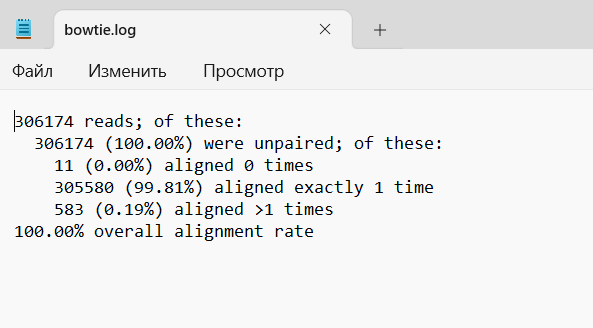 bowtie.log
Файл Изменить Просмотр
306174 reads; of these:
306174 (100.00%) were unpaired; of these:
11 (0.00%) aligned 0 times
305580 (99.81%) aligned exactly 1 time
583 (0.19%) aligned >1 times
100.00% overall alignment rate